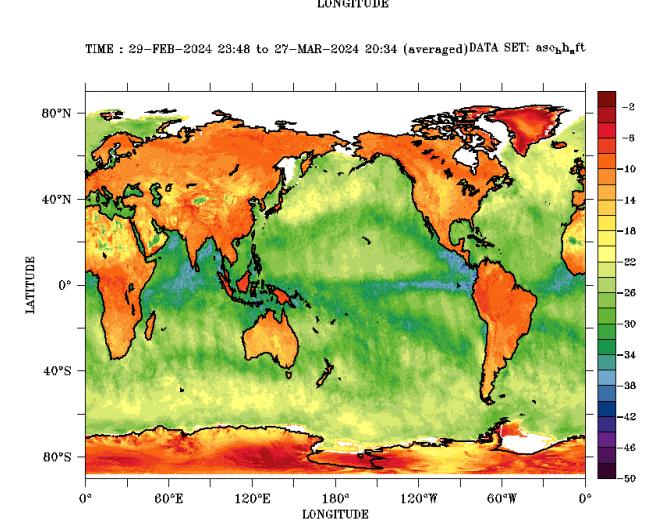 LONGITUDE
TIME : 29-FEB-2024 23:48 to 27-MAR-2024 20:34 (averaged)DATA SET: asc_hh_aft
80°N
40°N
0°
40°S
80°S
LATITUDE
0°
60°E
120°E
180°
120°W
60°W
0°
LONGITUDE
-2
-6
-10
-14
-18
-22
-26
-30
-34
-38
-42
-46
-50